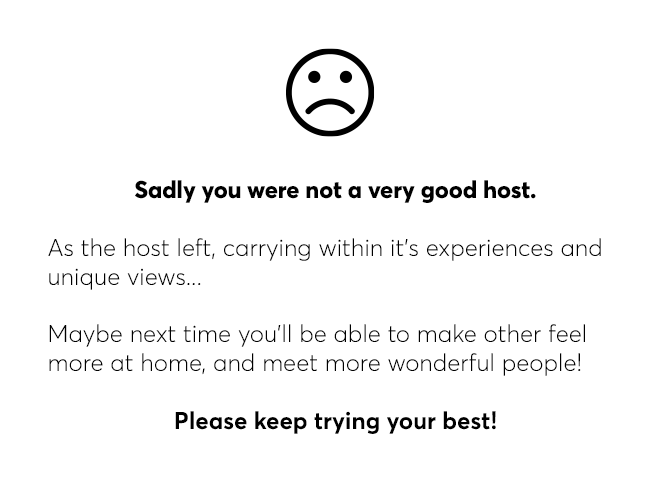 Sadly you were not a very good host.
As the host left, carrying within it's experiences and
unique views...
Maybe next time you'll be able to make other feel
more at home, and meet more wonderful people!
Please keep trying your best!